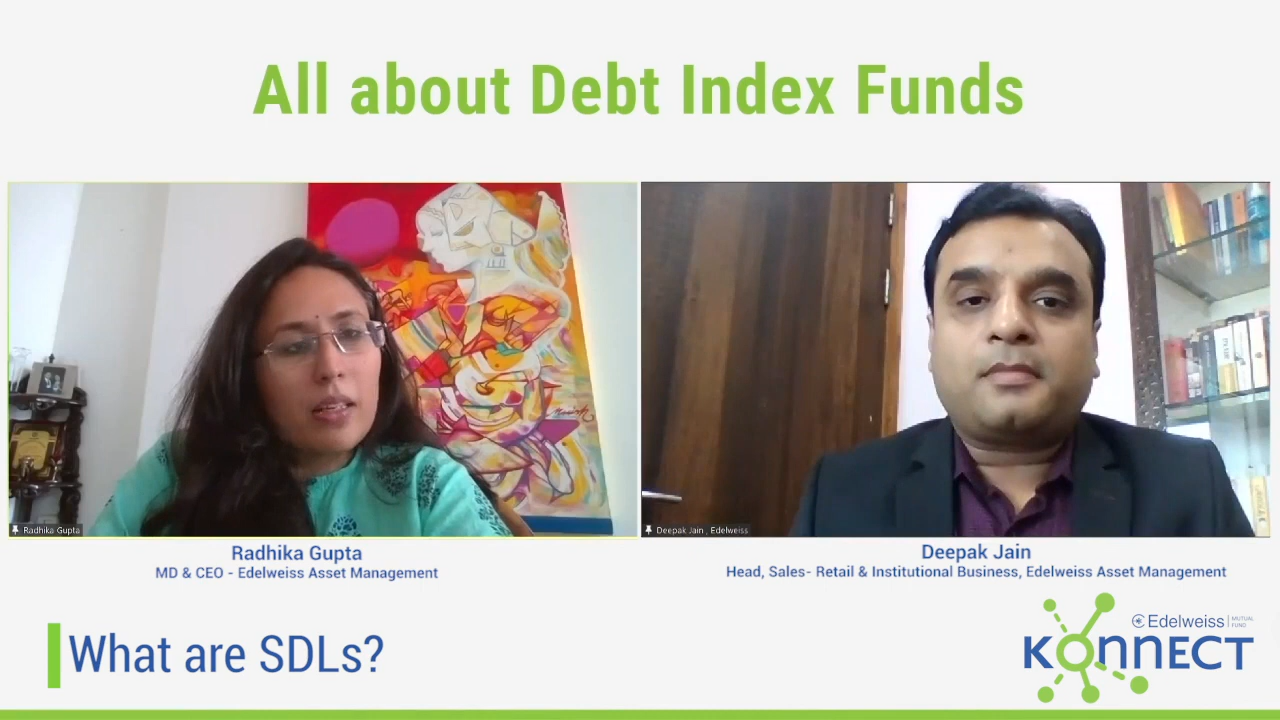 All about Debt Index Funds
Radhika Gupta
Deepak Jain , Edelweiss
Radhika Gupta
MD & CEO - Edelweiss Asset Management
Deepak Jain
Head, Sales- Retail & Institutional Business, Edelweiss Asset Management
What are SDLs?
Edelweiss MUTUAL FUND
KONNECT